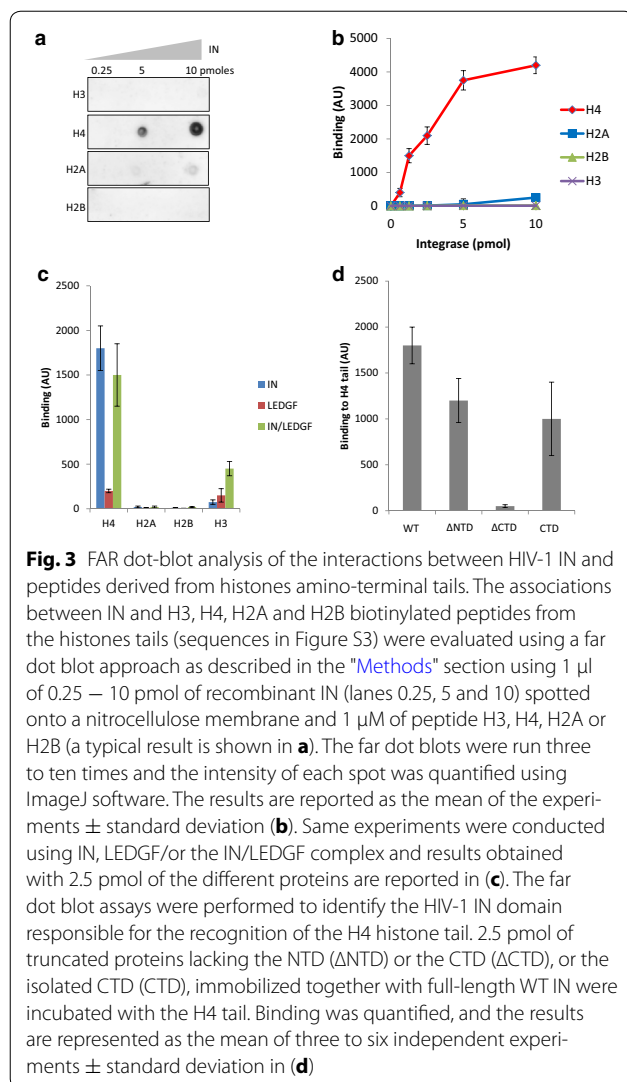 a
IN
0.25 5 10 pmoles
H3
H4
H2A
H2B
b
Binding (AU)
5000
4000
3000
2000
1000
0
0 5 10
Integrase (pmol)
H4
H2A
H2B
H3
c
Binding (AU)
2500
2000
1500
1000
500
0
H4 H2A H2B H3
IN
LEDGF
IN/LEDGF
d
Binding to H4 tail (AU)
2500
2000
1500
1000
500
0
WT ΔNTD ΔCTD CTD
Fig. 3 FAR dot-blot analysis of the interactions between HIV-1 IN and
peptides derived from histones amino-terminal tails. The associations
between IN and H3, H4, H2A and H2B biotinylated peptides from
the histones tails (sequences in Figure S3) were evaluated using a far
dot blot approach as described in the "Methods" section using 1 µl
of 0.25 − 10 pmol of recombinant IN (lanes 0.25, 5 and 10) spotted
onto a nitrocellulose membrane and 1 µM of peptide H3, H4, H2A or
H2B (a typical result is shown in a). The far dot blots were run three
to ten times and the intensity of each spot was quantified using
ImageJ software. The results are reported as the mean of the experi-
ments ± standard deviation (b). Same experiments were conducted
using IN, LEDGF/or the IN/LEDGF complex and results obtained
with 2.5 pmol of the different proteins are reported in (c). The far
dot blot assays were performed to identify the HIV-1 IN domain
responsible for the recognition of the H4 histone tail. 2.5 pmol of
truncated proteins lacking the NTD (ΔNTD) or the CTD (ΔCTD), or the
isolated CTD (CTD), immobilized together with full-length WT IN were
incubated with the H4 tail. Binding was quantified, and the results
are represented as the mean of three to six independent experi-
ments ± standard deviation in (d)